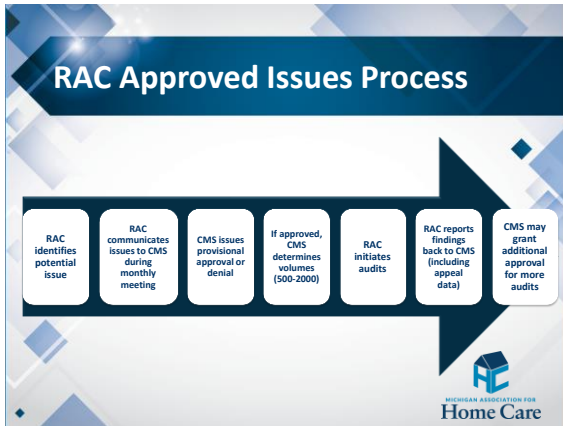 RAC Approved Issues Process
RAC
identifies
potential
issue
RAC
communicates
issues to CMS
during
monthly
meeting
CMS issues
provisional
approval or
denial
If approved,
CMS
determines
volumes
(500-2000)
RAC
initiates
audits
RAC reports
findings
back to CMS
(including
appeal
data)
CMS may
grant
additional
approval
for more
audits
HC
MICHIGAN ASSOCIATION FOR
Home Care